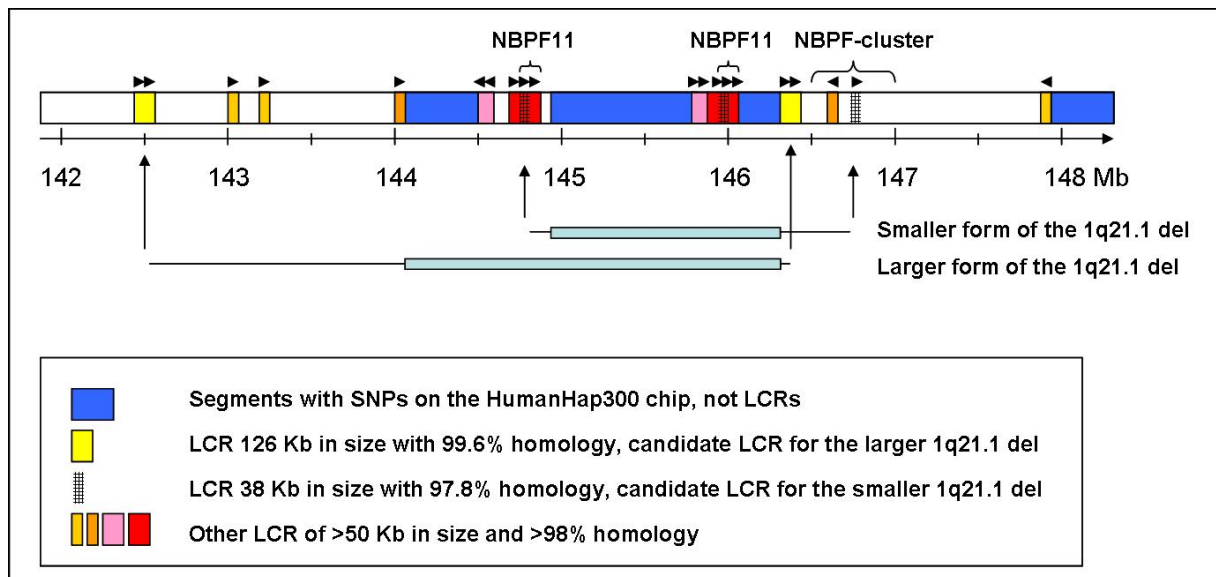 NBPF11 NBPF11 NBPF-cluster
142 143 144 145 146 147 148 Mb
Smaller form of the 1q21.1 del
Larger form of the 1q21.1 del
Segments with SNPs on the HumanHap300 chip, not LCRs
LCR 126 Kb in size with 99.6% homology, candidate LCR for the larger 1q21.1 del
LCR 38 Kb in size with 97.8% homology, candidate LCR for the smaller 1q21.1 del
Other LCR of >50 Kb in size and >98% homology